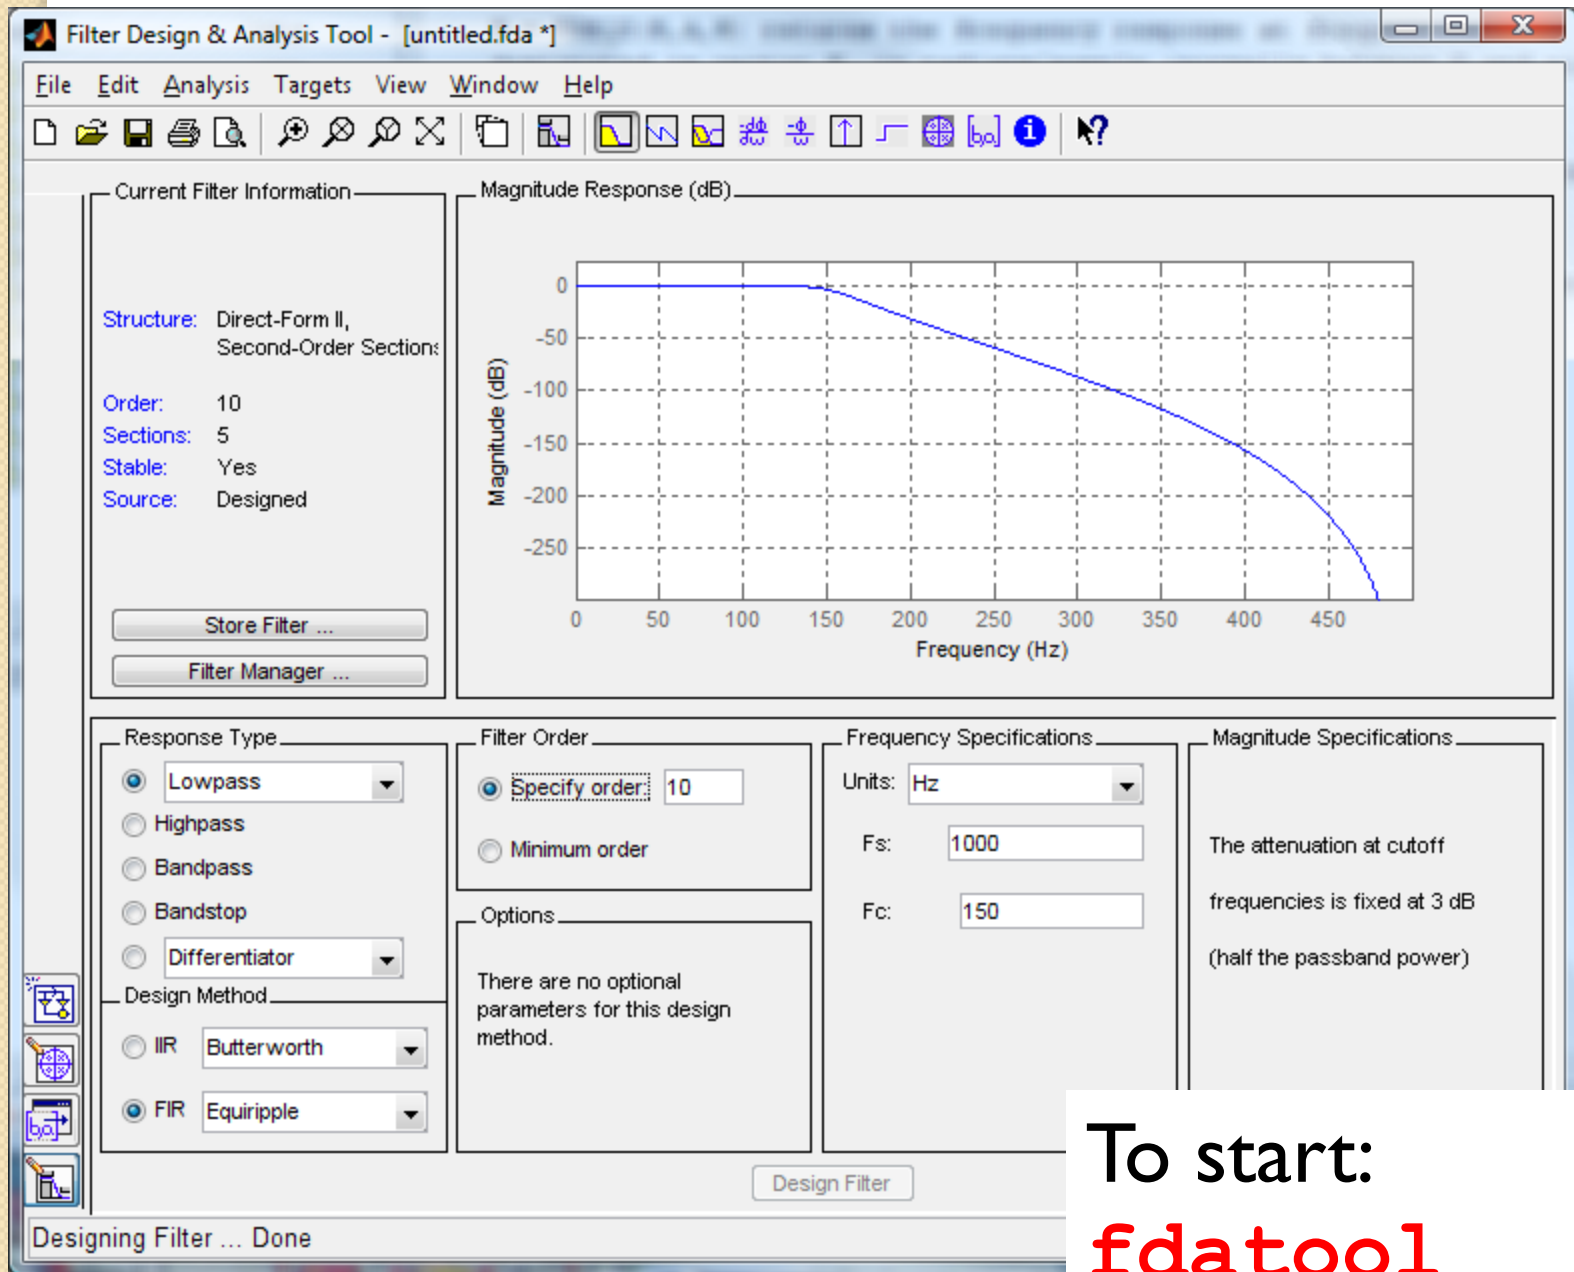 Filter Design & Analysis Tool - [untitled.fda *]
File Edit Analysis Targets View Window Help
Current Filter Information
Structure: Direct-Form II,
Second-Order Sections
Order: 10
Sections: 5
Stable: Yes
Source: Designed
Store Filter ...
Filter Manager ...
Magnitude Response (dB)
Magnitude (dB)
0
-50
-100
-150
-200
-250
0 50 100 150 200 250 300 350 400 450
Frequency (Hz)
Response Type
Lowpass
Highpass
Bandpass
Bandstop
Differentiator
Design Method
IIR Butterworth
FIR Equiripple
Filter Order
Specify order: 10
Minimum order
Options
There are no optional
parameters for this design
method.
Frequency Specifications
Units: Hz
Fs: 1000
Fc: 150
Magnitude Specifications
The attenuation at cutoff
frequencies is fixed at 3 dB
(half the passband power)
Design Filter
Designing Filter ... Done
To start:
fdatool